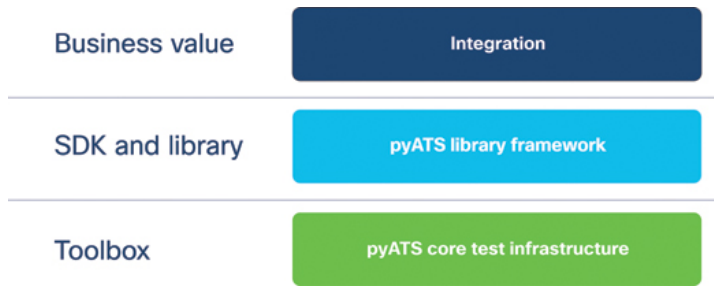 Business value
Integration
SDK and library
pyATS library framework
Toolbox
pyATS core test infrastructure